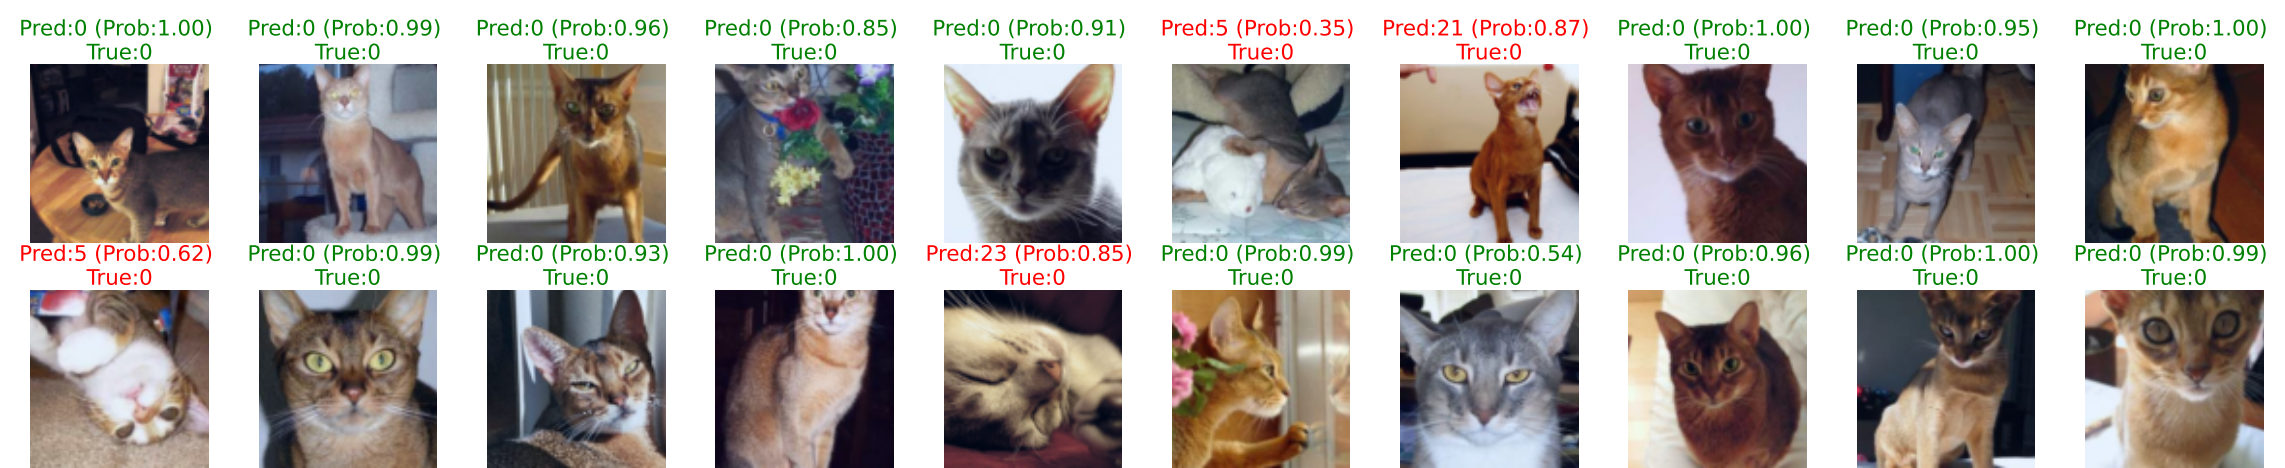 Pred:0 (Prob:1.00)
True:0
Pred:0 (Prob:0.99)
True:0
Pred:0 (Prob:0.96)
True:0
Pred:0 (Prob:0.85)
True:0
Pred:0 (Prob:0.91)
True:0
Pred:5 (Prob:0.35)
True:0
Pred:21 (Prob:0.87)
True:0
Pred:0 (Prob:1.00)
True:0
Pred:0 (Prob:0.95)
True:0
Pred:0 (Prob:1.00)
True:0
Pred:5 (Prob:0.62)
True:0
Pred:0 (Prob:0.99)
True:0
Pred:0 (Prob:0.93)
True:0
Pred:0 (Prob:1.00)
True:0
Pred:23 (Prob:0.85)
True:0
Pred:0 (Prob:0.99)
True:0
Pred:0 (Prob:0.54)
True:0
Pred:0 (Prob:0.96)
True:0
Pred:0 (Prob:1.00)
True:0
Pred:0 (Prob:0.99)
True:0